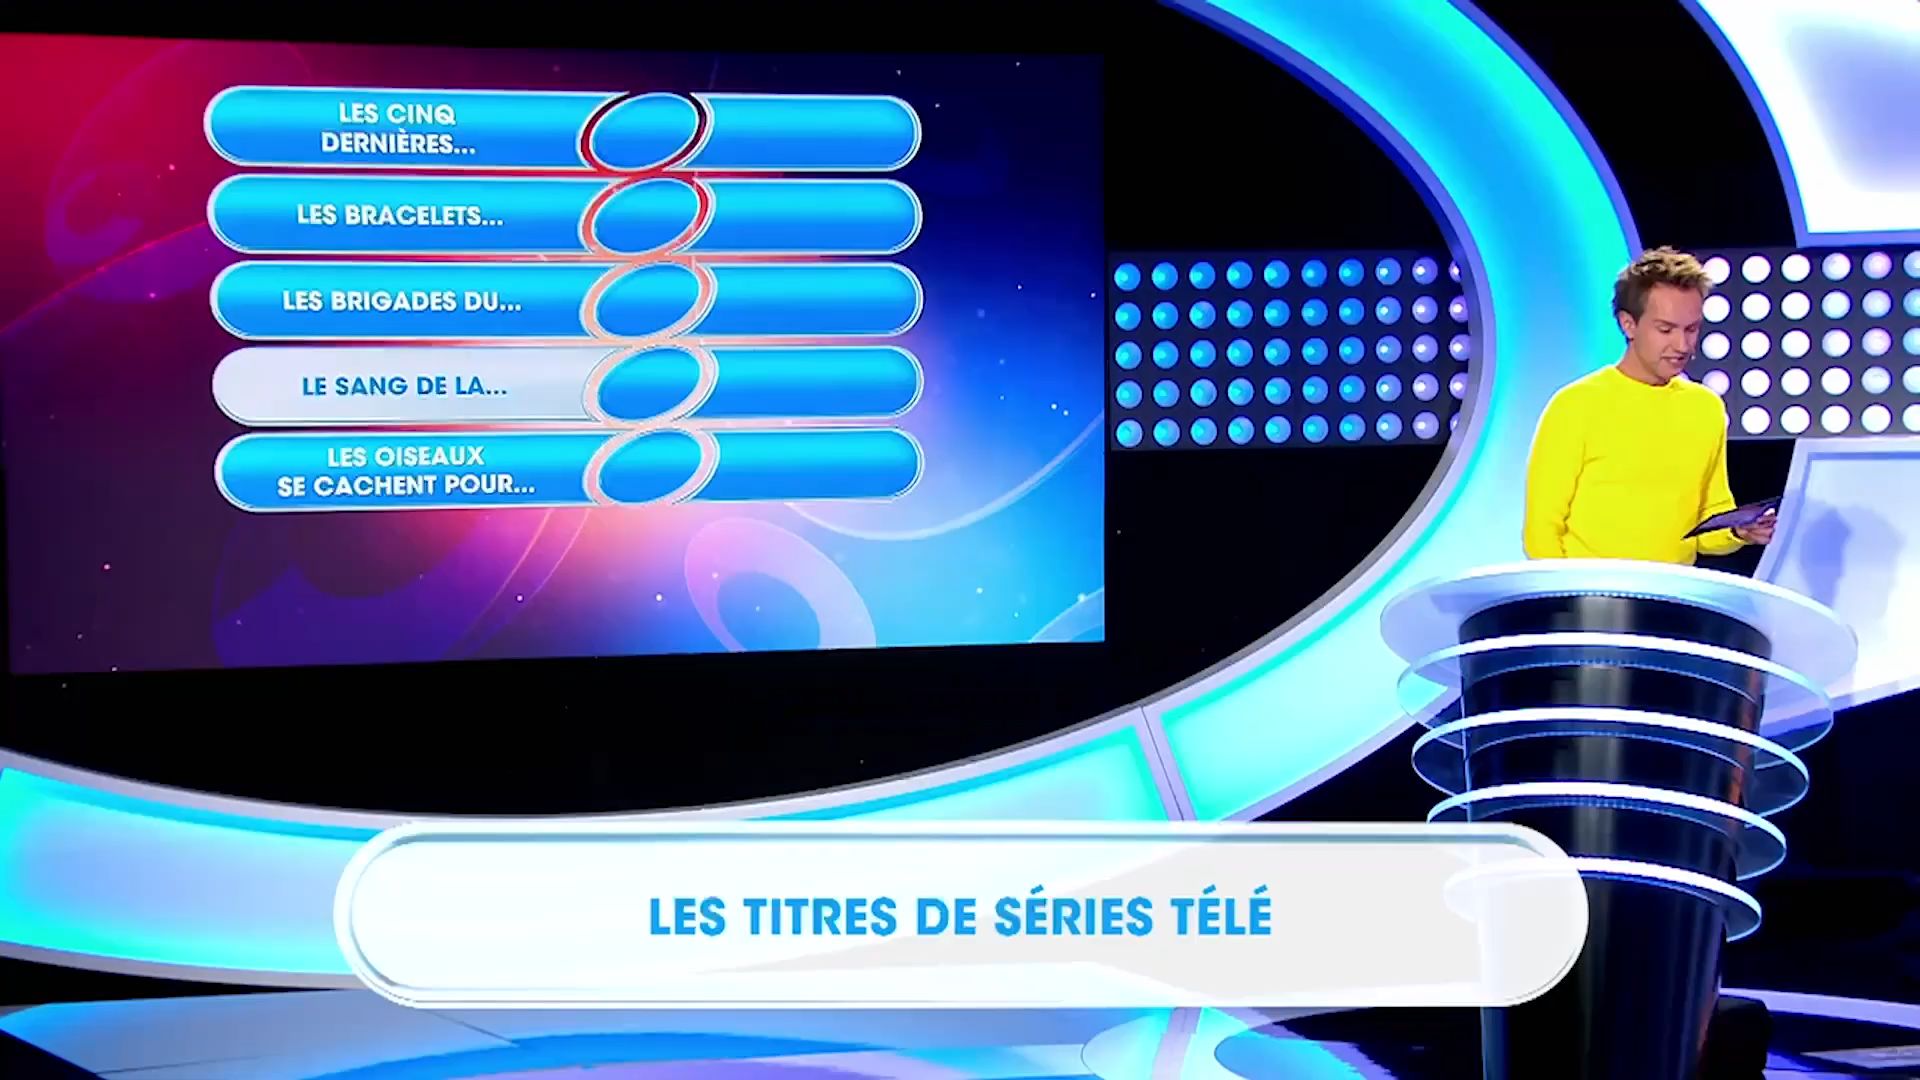 LES CINQ
DERNIÈRES...
LES BRACELETS...
LES BRIGADES DU...
LE SANG DE LA...
LES OISEAUX
SE CACHENT POUR...
LES TITRES DE SÉRIES TÉLÉ